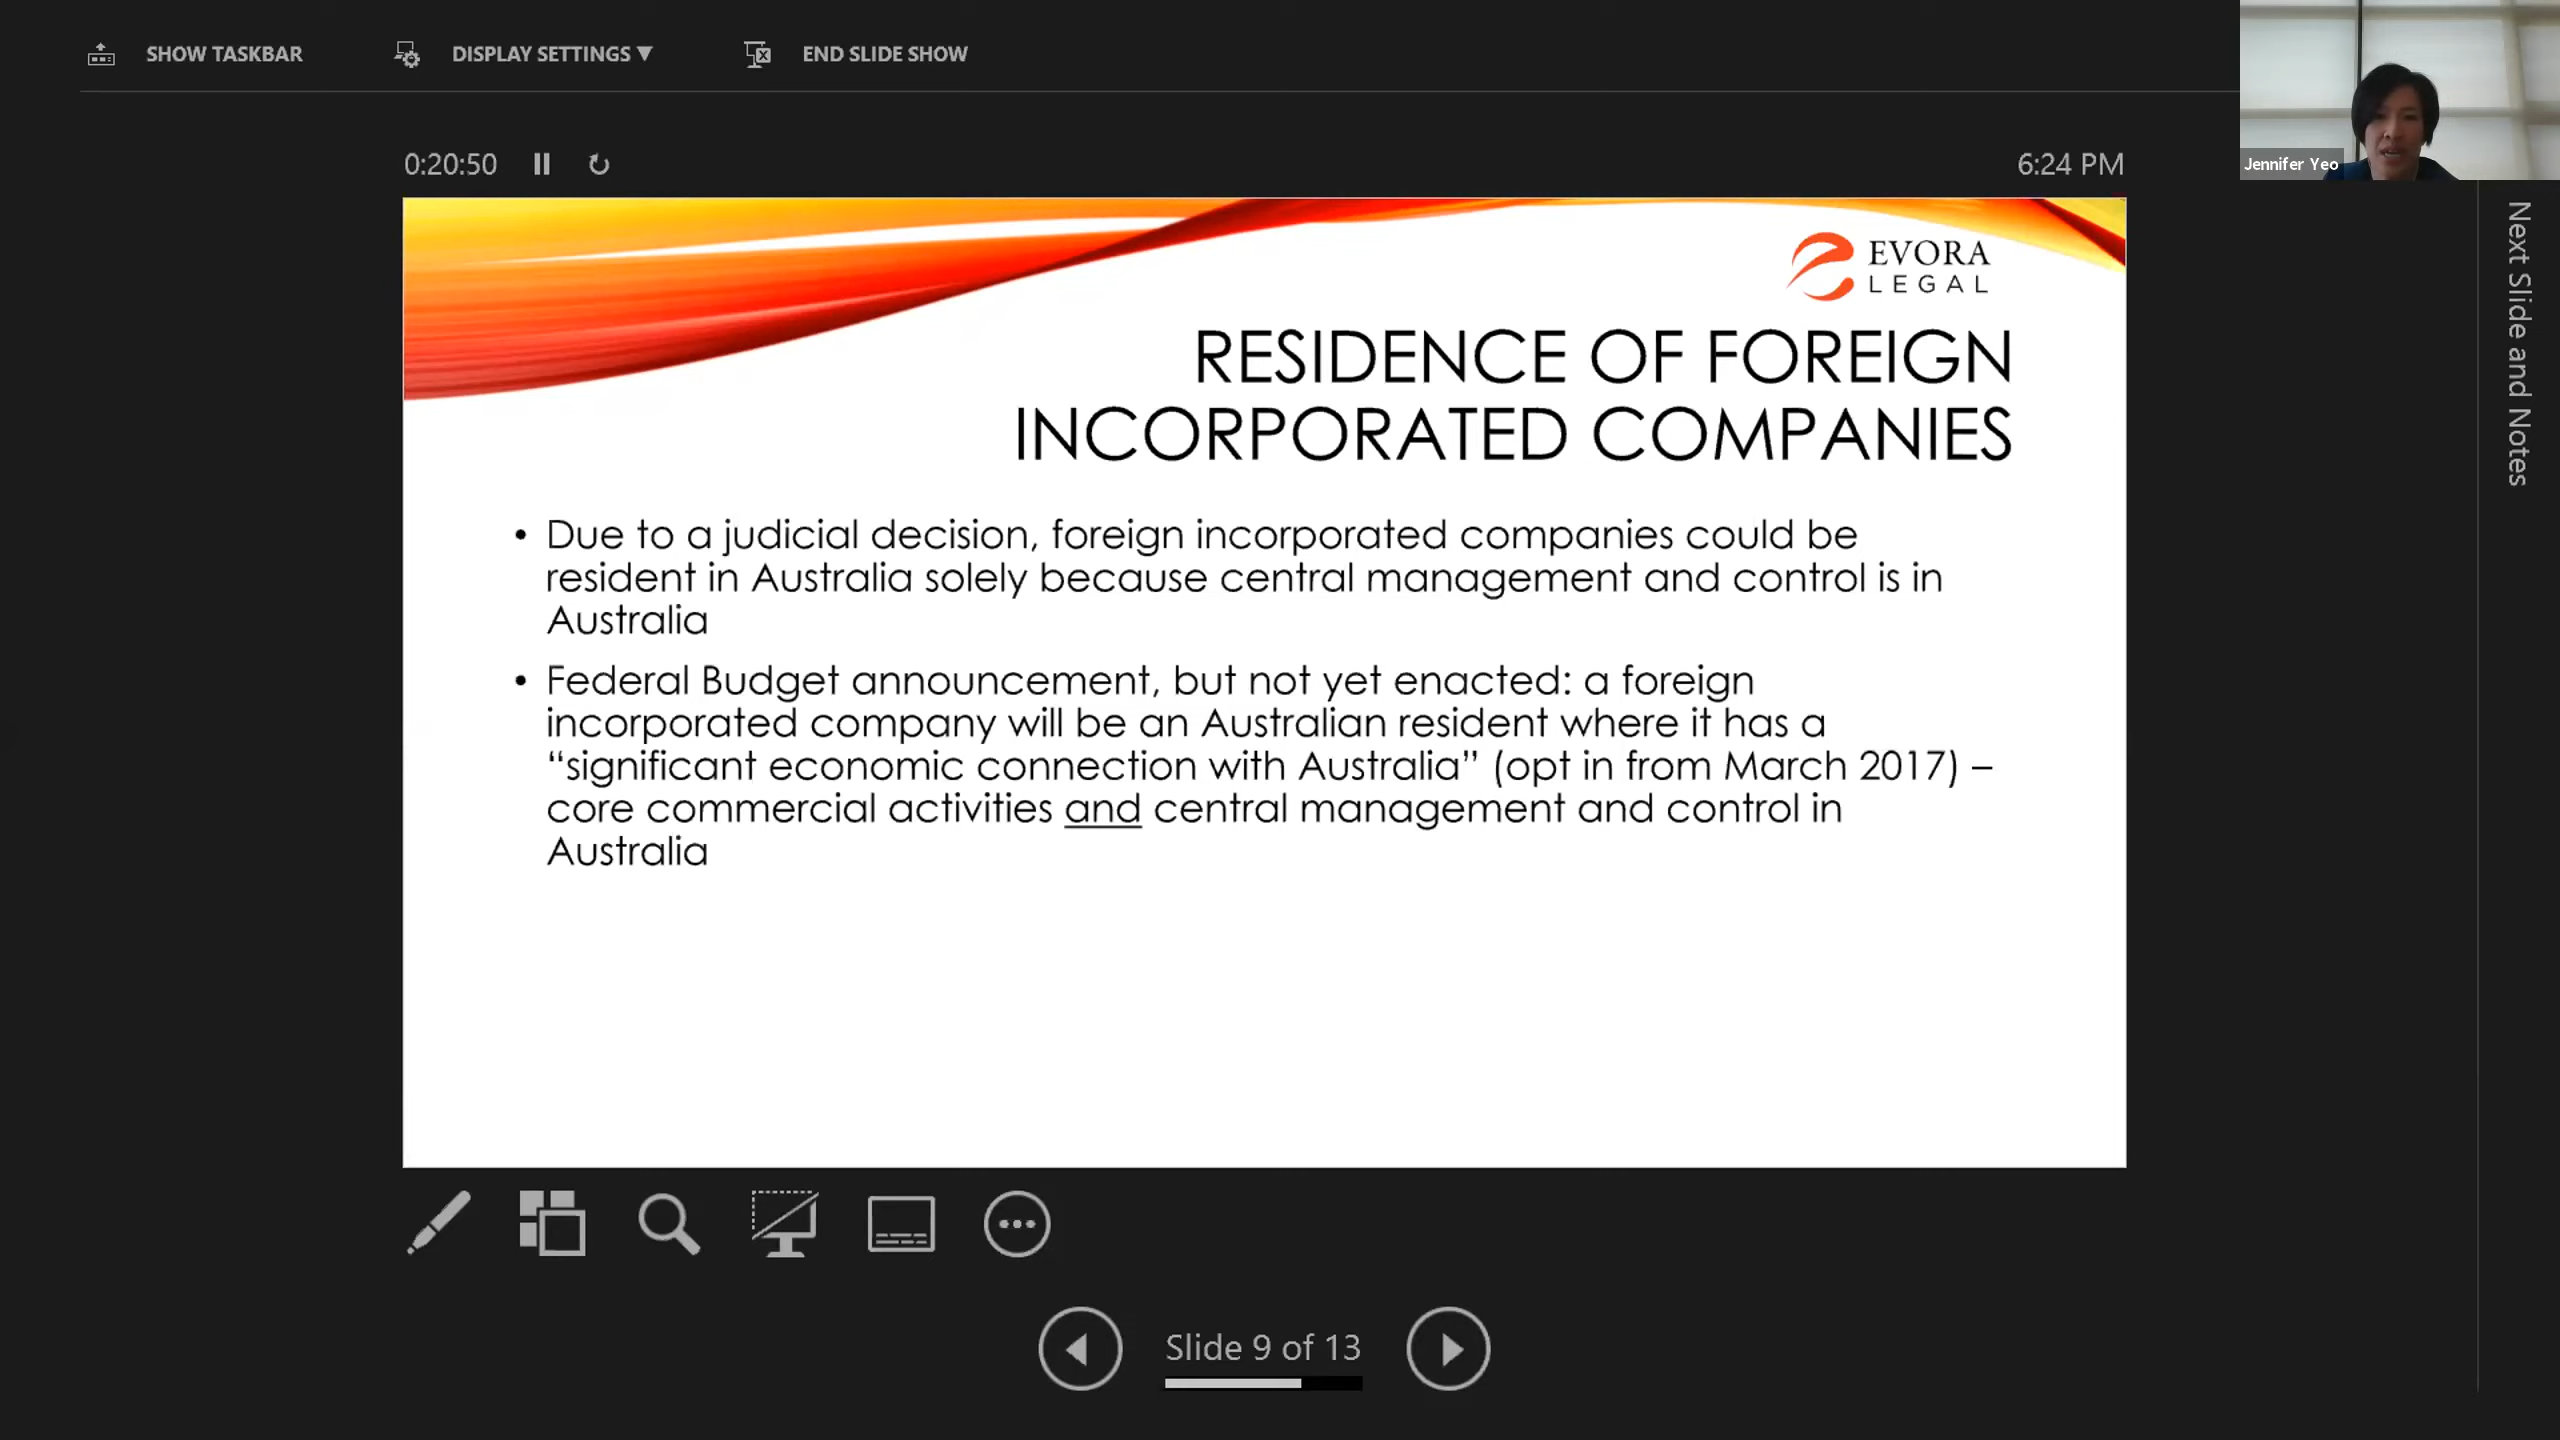 SHOW TASKBAR
DISPLAY SETTINGS ▼
END SLIDE SHOW
Jennifer Yeo
0:20:50
6:24 PM
Next Slide and Notes
EVORA
LEGAL
RESIDENCE OF FOREIGN
INCORPORATED COMPANIES
• Due to a judicial decision, foreign incorporated companies could be
resident in Australia solely because central management and control is in
Australia
• Federal Budget announcement, but not yet enacted: a foreign
incorporated company will be an Australian resident where it has a
“significant economic connection with Australia” (opt in from March 2017) –
core commercial activities and central management and control in
Australia
Slide 9 of 13